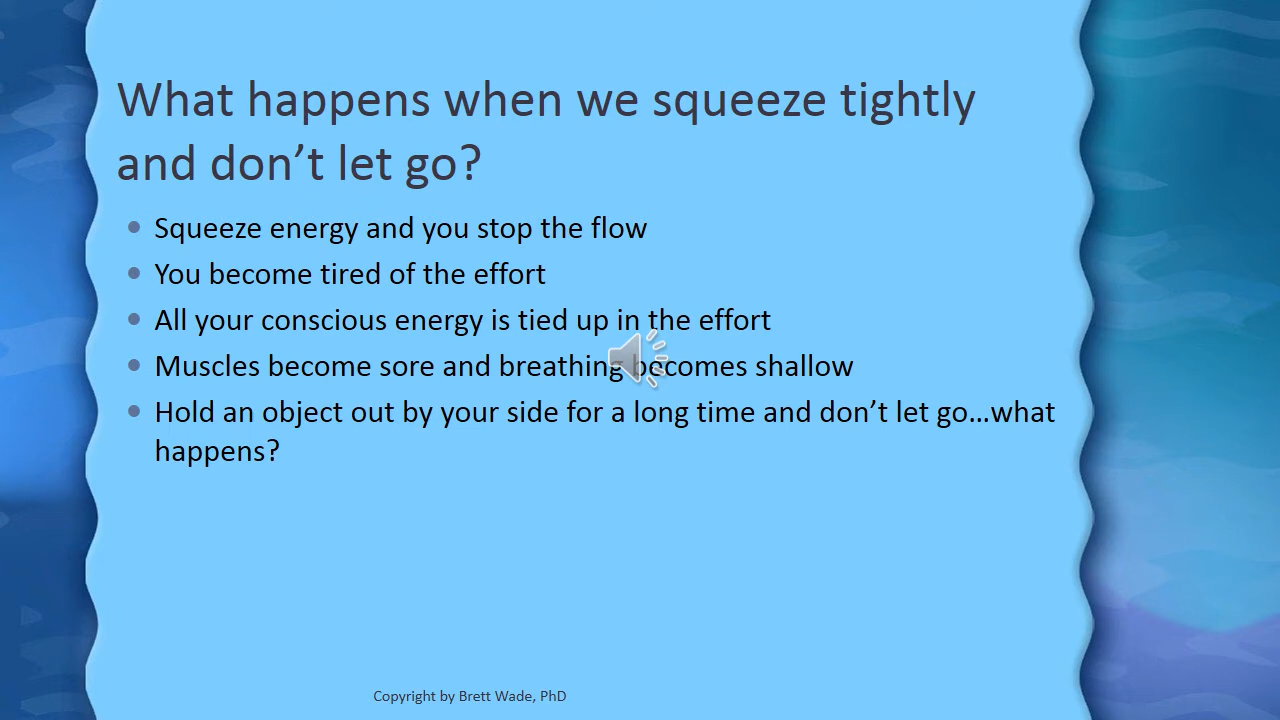 What happens when we squeeze tightly
and don’t let go?
Squeeze energy and you stop the flow
You become tired of the effort
All your conscious energy is tied up in the effort
Muscles become sore and breathing becomes shallow
Hold an object out by your side for a long time and don’t let go…what
happens?
Copyright by Brett Wade, PhD